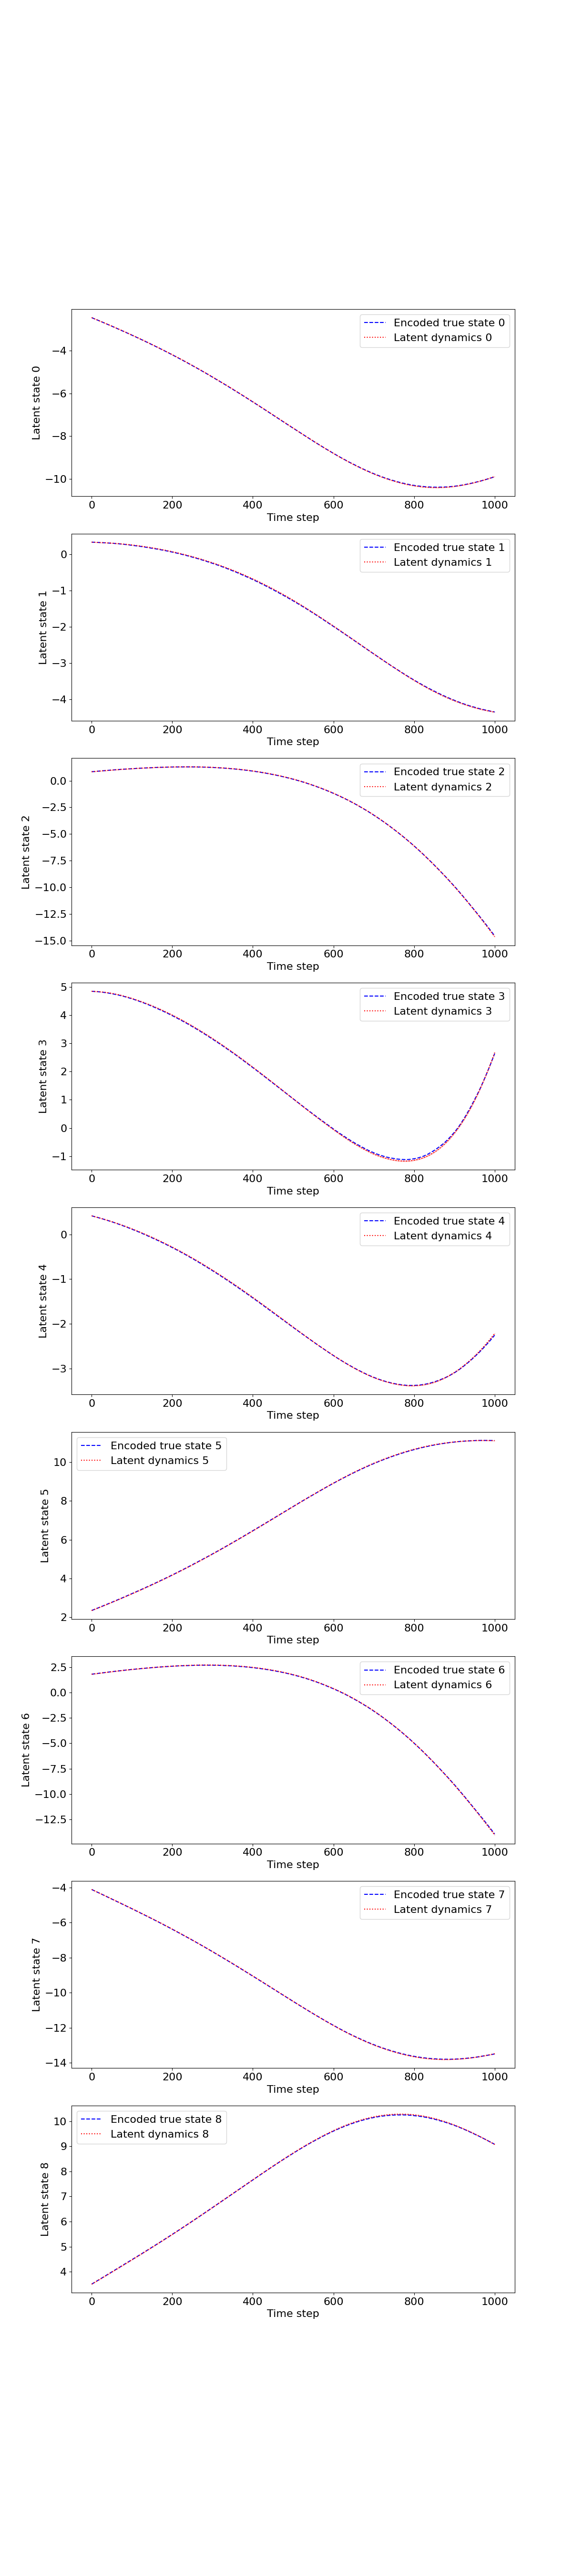 Encoded true state 0
Latent dynamics 0
−4
−6
−8
−10
Latent state 0
0 200 400 600 800 1000
Time step
Encoded true state 1
Latent dynamics 1
0
−1
−2
−3
−4
Latent state 1
0 200 400 600 800 1000
Time step
Encoded true state 2
Latent dynamics 2
0.0
−2.5
−5.0
−7.5
−10.0
−12.5
−15.0
Latent state 2
0 200 400 600 800 1000
Time step
Encoded true state 3
Latent dynamics 3
5
4
3
2
1
0
−1
Latent state 3
0 200 400 600 800 1000
Time step
Encoded true state 4
Latent dynamics 4
0
−1
−2
−3
Latent state 4
0 200 400 600 800 1000
Time step
Encoded true state 5
Latent dynamics 5
10
8
6
4
2
Latent state 5
0 200 400 600 800 1000
Time step
Encoded true state 6
Latent dynamics 6
2.5
0.0
−2.5
−5.0
−7.5
−10.0
−12.5
Latent state 6
0 200 400 600 800 1000
Time step
Encoded true state 7
Latent dynamics 7
−4
−6
−8
−10
−12
−14
Latent state 7
0 200 400 600 800 1000
Time step
Encoded true state 8
Latent dynamics 8
10
9
8
7
6
5
4
Latent state 8
0 200 400 600 800 1000
Time step